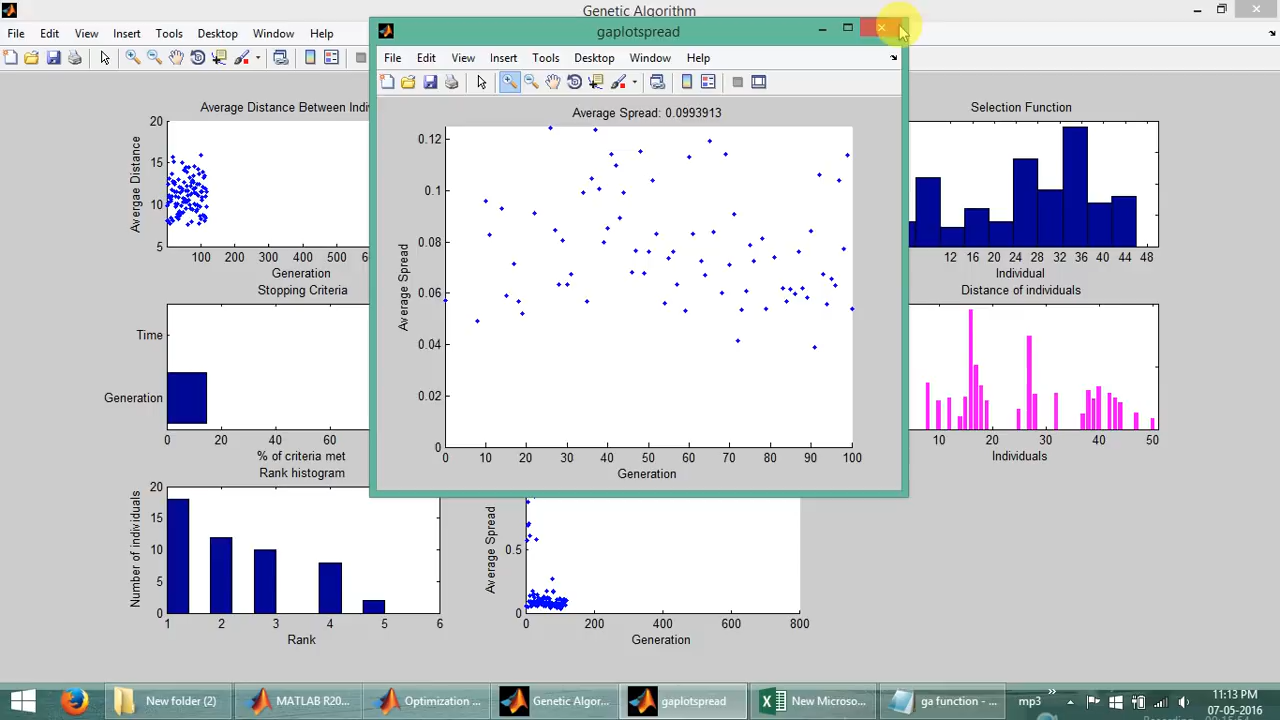 Genetic Algorithm
File Edit View Insert Tools Desktop Window Help
gaplotspread
File Edit View Insert Tools Desktop Window Help
Average Spread: 0.0993913
0.12
0.1
0.08
0.06
0.04
0.02
0
Average Spread
0 10 20 30 40 50 60 70 80 90 100
Generation
Average Distance Between Indiv
20
15
10
5
Avergae Distance
0 100 200 300 400 500
Generation
Selection Function
12 16 20 24 28 32 36 40 44 48
Individual
Stopping Criteria
Time
Generation
0 20 40 60
% of criteria met
Distance of individuals
10 20 30 40 50
Individuals
Rank histogram
20
15
10
5
0
Number of individuals
1 2 3 4 5 6
Rank
0.5
0
Average Spread
0 200 400 600 800
Generation
New folder (2)
MATLAB R20...
Optimization ...
Genetic Algor...
gaplotspread
New Microso...
ga function - ...
mp3
11:13 PM
07-05-2016